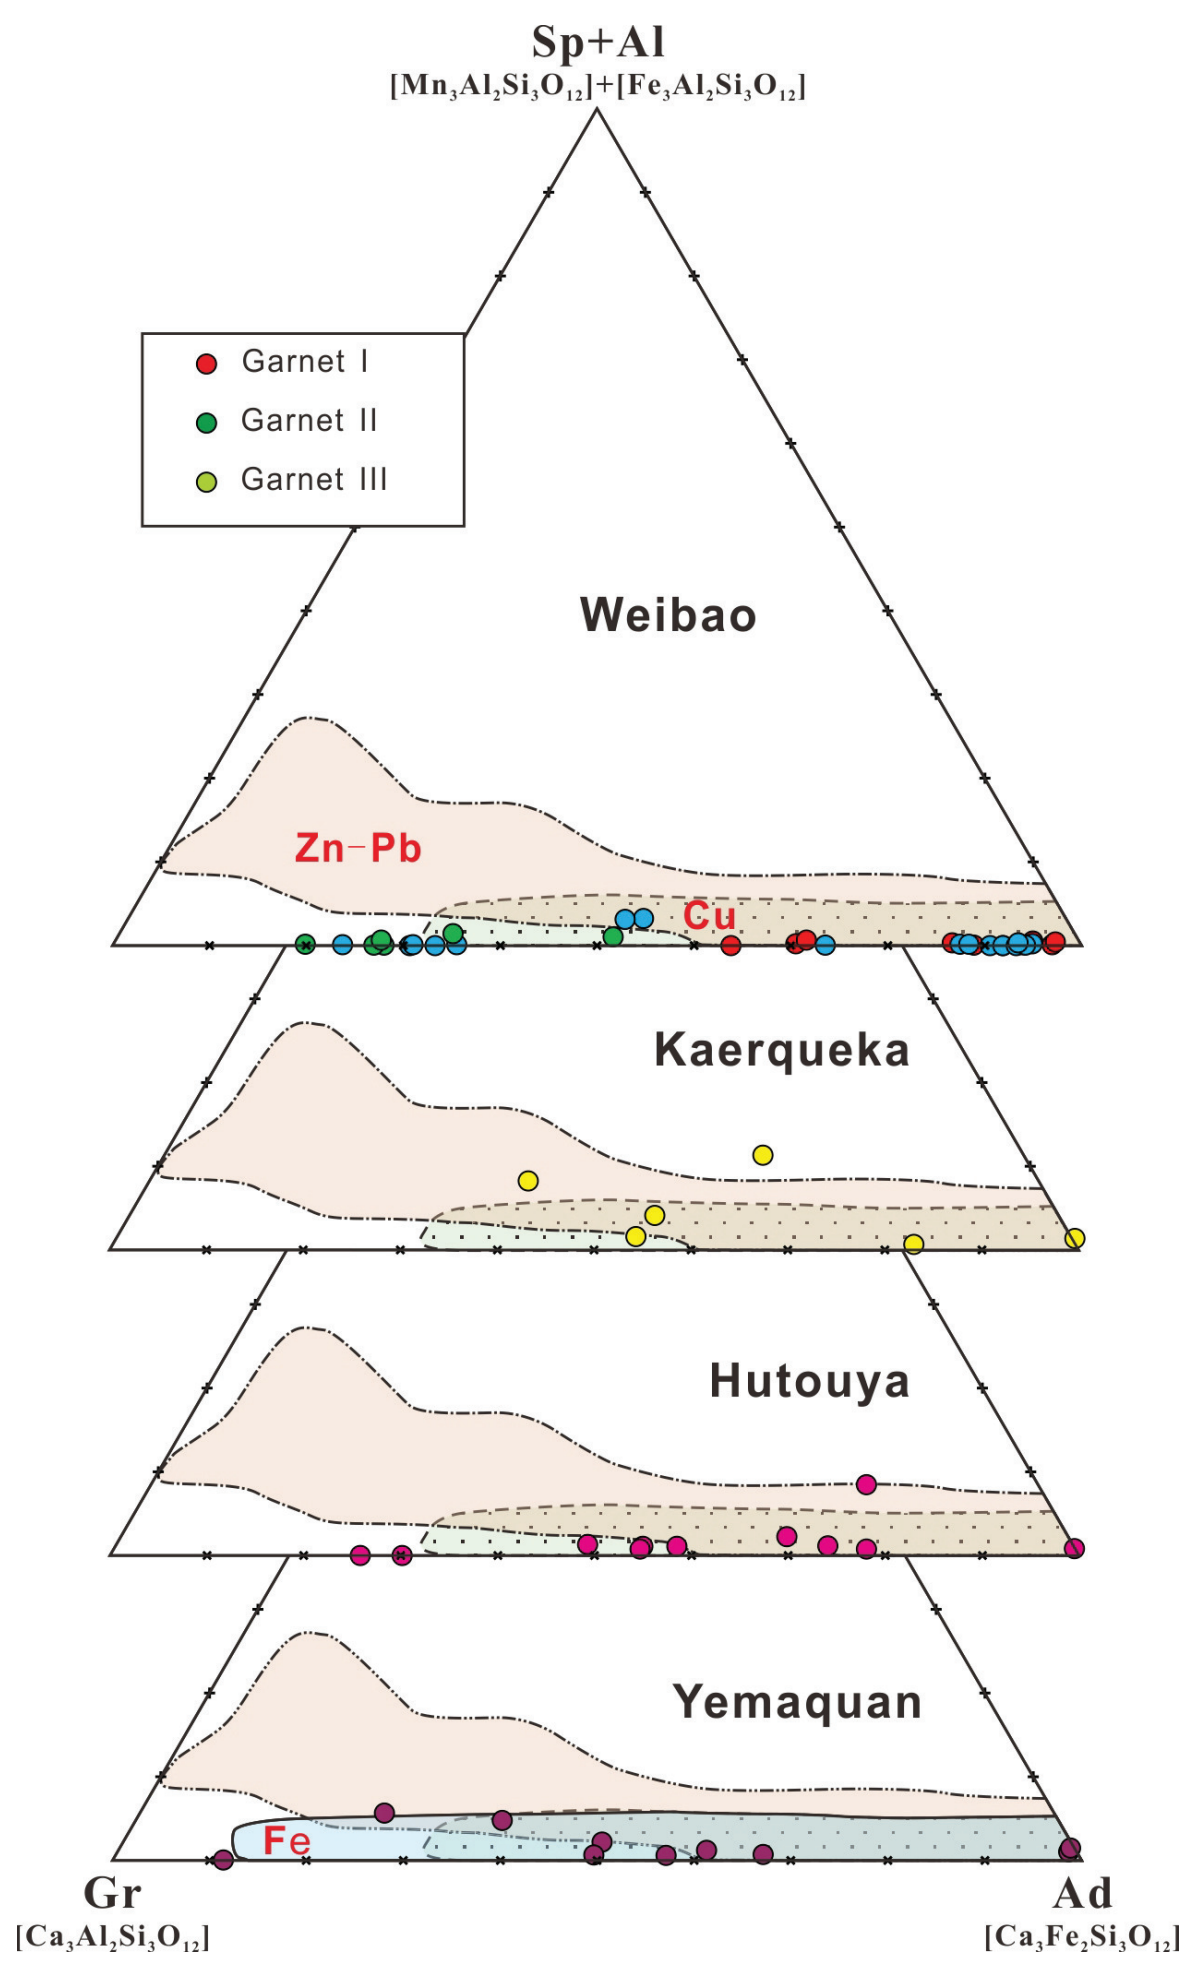 Sp+Al
[Mn₃Al₂Si₃O₁₂]+[Fe₃Al₂Si₃O₁₂]
Garnet I
Garnet II
Garnet III
Weibao
Zn-Pb
Cu
Kaerqueka
Hutouya
Yemaquan
Fe
Gr
Ad
[Ca₃Al₂Si₃O₁₂]
[Ca₃Fe₂Si₃O₁₂]